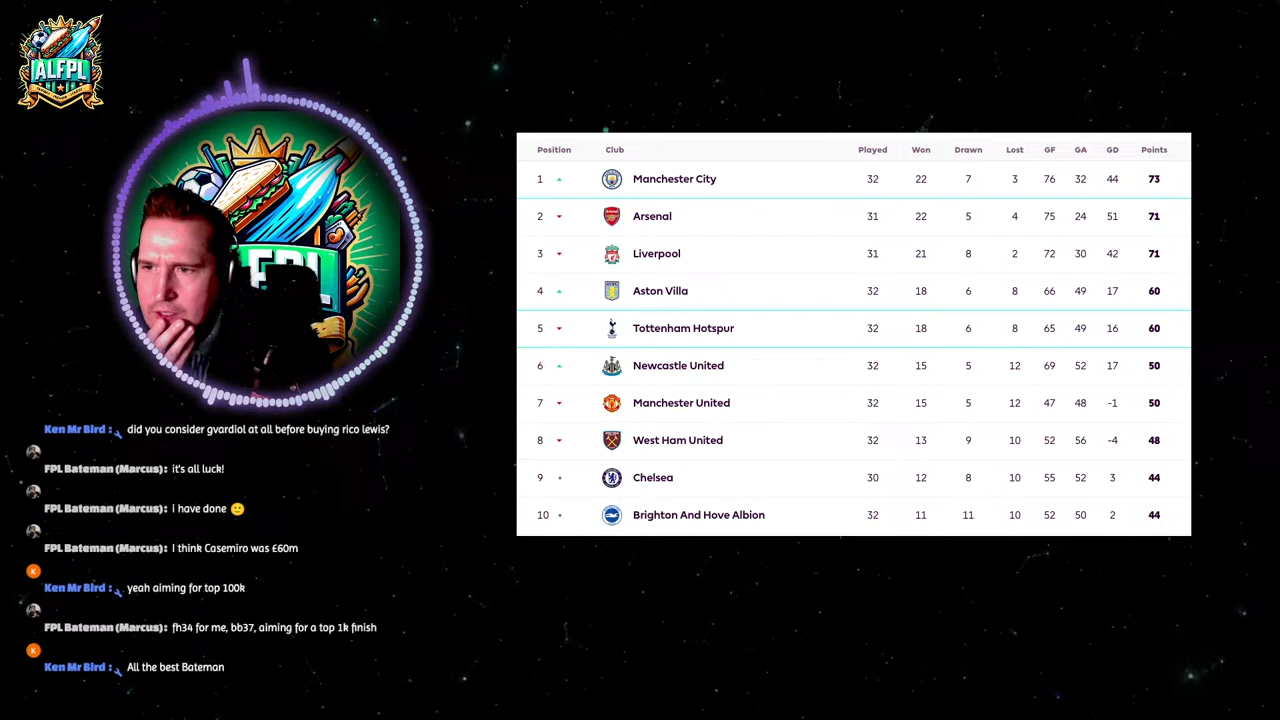 ALFPL
FPL
Ken Mr Bird : did you consider gvardiol at all before buying rico lewis?
FPL Bateman (Marcus): it's all luck!
FPL Bateman (Marcus): I have done 🙂
FPL Bateman (Marcus): I think Casemiro was £60m
K
Ken Mr Bird : yeah aiming for top 100k
FPL Bateman (Marcus): fh34 for me, bb37, aiming for a top 1k finish
K
Ken Mr Bird : All the best Bateman
Position Club Played Won Drawn Lost GF GA GD Points
1 Manchester City 32 22 7 3 76 32 44 73
2 Arsenal 31 22 5 4 75 24 51 71
3 Liverpool 31 21 8 2 72 30 42 71
4 Aston Villa 32 18 6 8 66 49 17 60
5 Tottenham Hotspur 32 18 6 8 65 49 16 60
6 Newcastle United 32 15 5 12 69 52 17 50
7 Manchester United 32 15 5 12 47 48 -1 50
8 West Ham United 32 13 9 10 52 56 -4 48
9 Chelsea 30 12 8 10 55 52 3 44
10 Brighton And Hove Albion 32 11 11 10 52 50 2 44